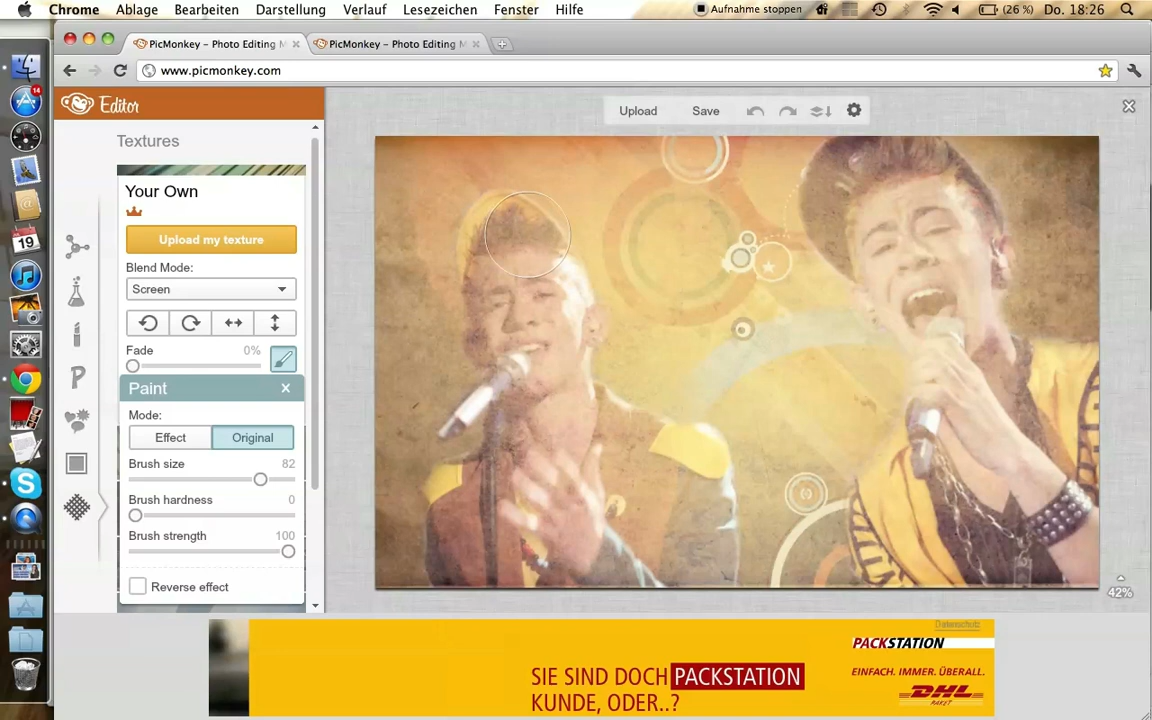 Chrome Ablage Bearbeiten Darstellung Verlauf Lesezeichen Fenster Hilfe Aufnahme stoppen (26 %) Do. 18:26
PicMonkey – Photo Editing M
PicMonkey – Photo Editing M
www.picmonkey.com
Editor
Upload Save
Textures
Your Own
Upload my texture
Blend Mode:
Screen
Fade 0%
Paint
Mode:
Effect Original
Brush size 82
Brush hardness 0
Brush strength 100
Reverse effect
42%
14
19
Datenschutz
SIE SIND DOCH PACKSTATION
KUNDE, ODER..?
PACKSTATION
EINFACH. IMMER. ÜBERALL.
DHL
PAKET